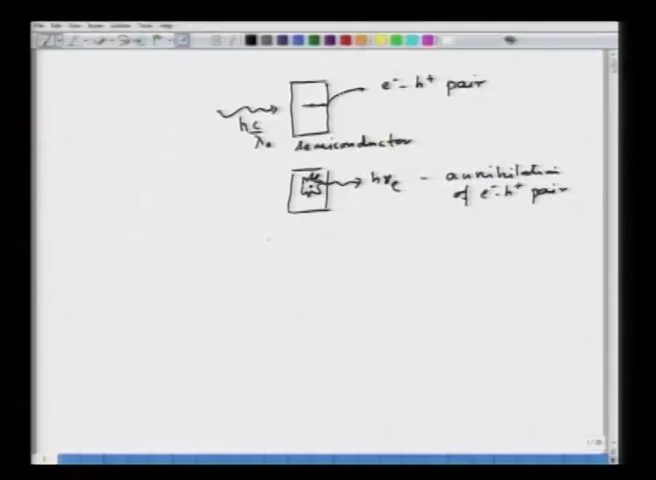 e⁻ - h⁺ pair
hc/λ₀
semiconductor
hν_e - annihilation
of e⁻-h⁺ pair